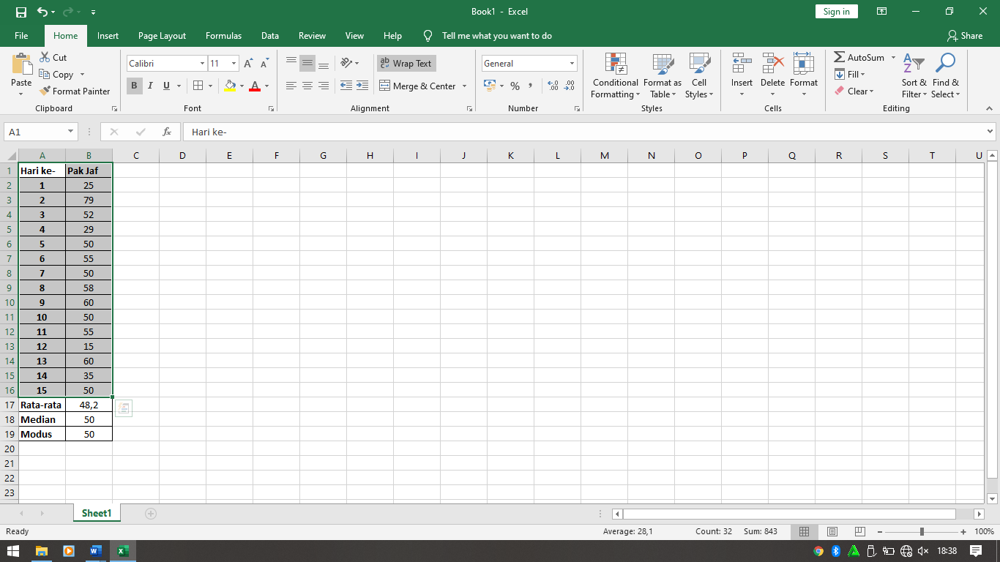 Book1 - Excel
Sign in
File Home Insert Page Layout Formulas Data Review View Help Tell me what you want to do Share
Paste
Cut
Copy
Format Painter
Clipboard
Calibri 11
B I U
Font
Wrap Text
Merge & Center
Alignment
General
Number
Conditional Formatting
Format as Table
Cell Styles
Styles
Insert Delete Format
Cells
AutoSum
Fill
Clear
Sort & Filter
Find & Select
Editing
A1 fx Hari ke-
A B C D E F G H I J K L M N O P Q R S T U
1 Hari ke- Pak Jaf
2 1 25
3 2 79
4 3 52
5 4 29
6 5 50
7 6 55
8 7 50
9 8 58
10 9 60
11 10 50
12 11 55
13 12 15
14 13 60
15 14 35
16 15 50
17 Rata-rata 48,2
18 Median 50
19 Modus 50
20
21
22
23
Sheet1
Ready Average: 28,1 Count: 32 Sum: 843 100%
18:38